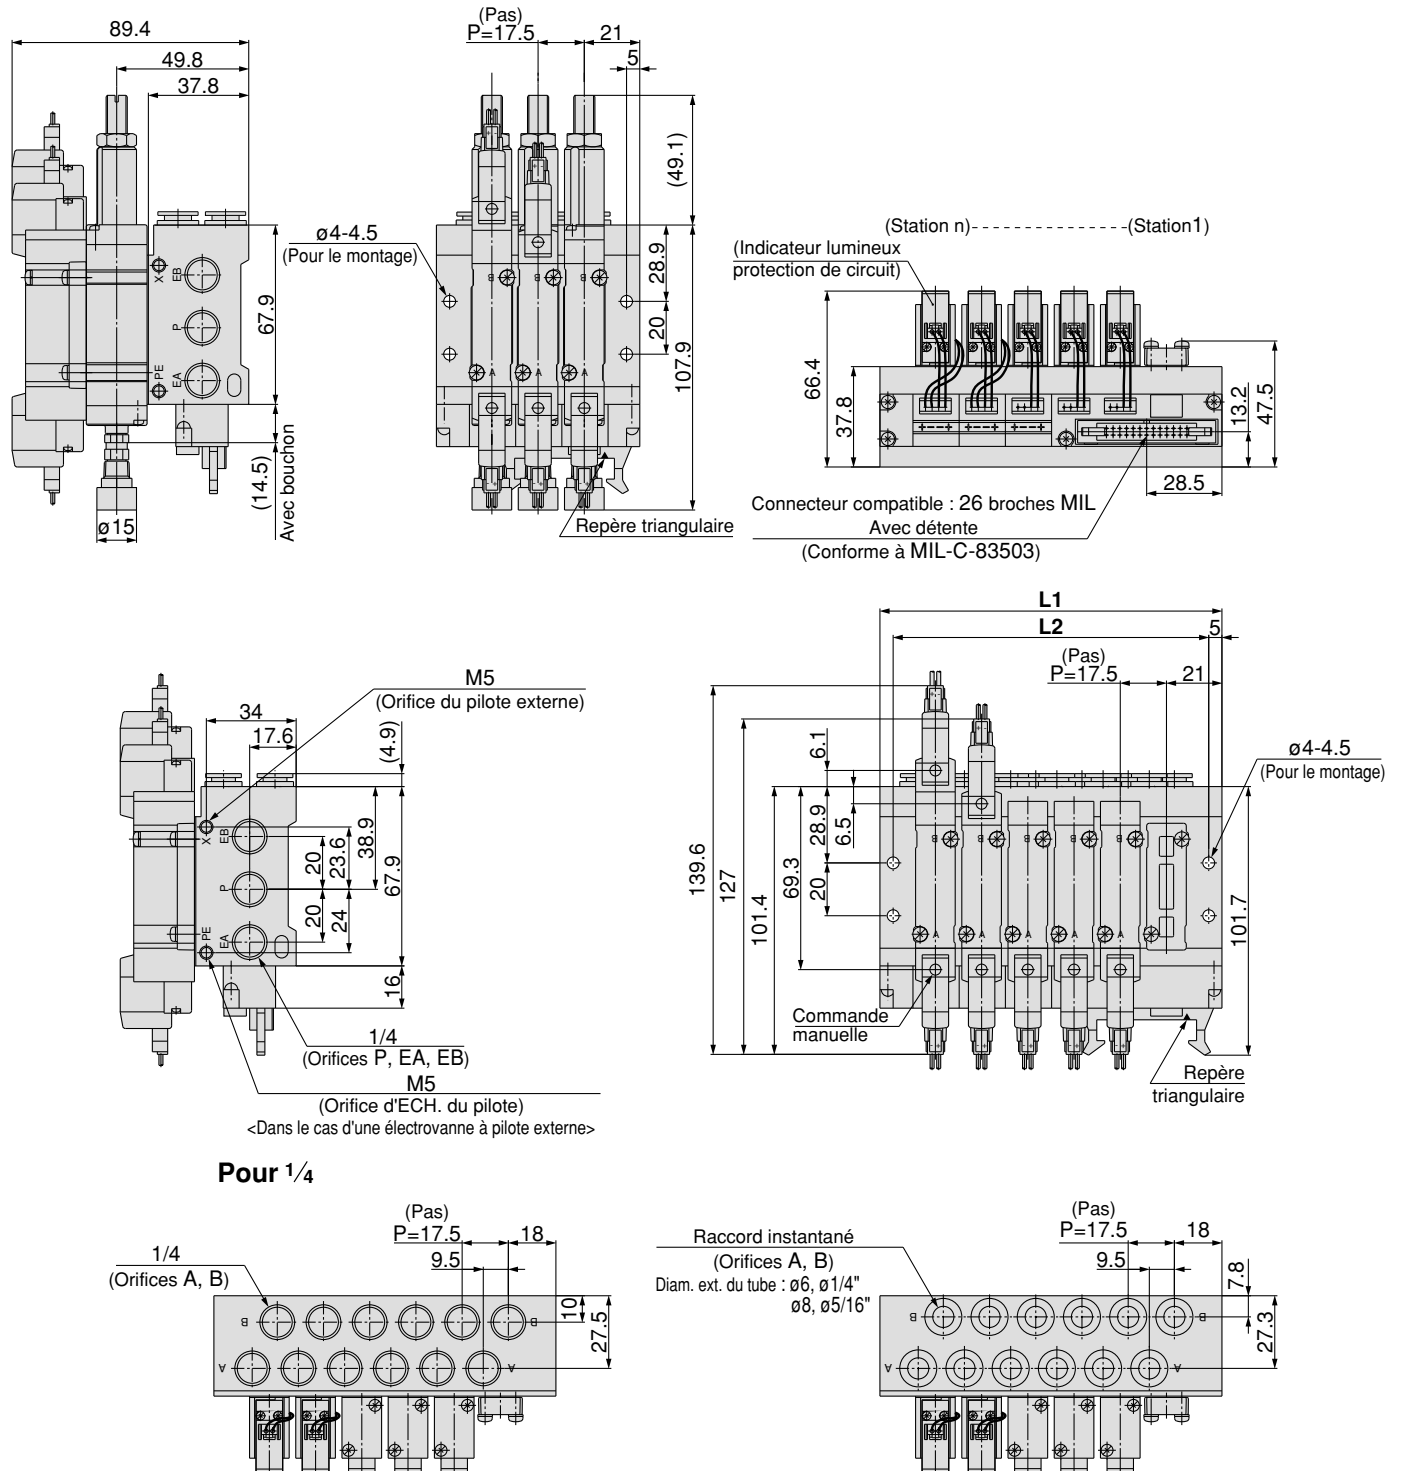 89.4
49.8
37.8
X
EB
P
PE
EA
67.9
(14.5)
Avec bouchon
ø15
(Pas)
P=17.5
21
5
(49.1)
ø4-4.5
(Pour le montage)
28.9
20
107.9
B
B
B
A
A
A
Repère triangulaire
(Station n)---------------(Station1)
(Indicateur lumineux
protection de circuit)
66.4
37.8
13.2
47.5
28.5
Connecteur compatible : 26 broches MIL
Avec détente
(Conforme à MIL-C-83503)
M5
(Orifice du pilote externe)
34
17.6
(4.9)
X
EB
P
PE
EA
20
23.6
38.9
67.9
20
24
16
1/4
(Orifices P, EA, EB)
M5
(Orifice d'ECH. du pilote)
<Dans le cas d'une électrovanne à pilote externe>
L1
L2
5
(Pas)
P=17.5
21
6.1
28.9
6.5
139.6
127
101.4
69.3
20
101.7
ø4-4.5
(Pour le montage)
B
B
B
B
B
A
A
A
A
A
Commande
manuelle
Repère
triangulaire
Pour 1/4
(Pas)
P=17.5
18
9.5
1/4
(Orifices A, B)
10
27.5
B
B
A
A
(Pas)
P=17.5
18
9.5
Raccord instantané
(Orifices A, B)
Diam. ext. du tube : ø6, ø1/4"
ø8, ø5/16"
7.8
27.3
B
B
A
A